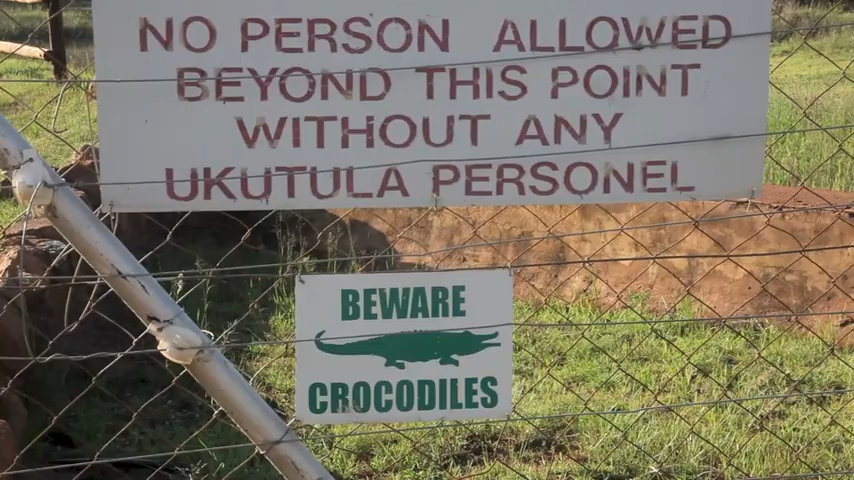 NO PERSON ALLOWED
BEYOND THIS POINT
WITHOUT ANY
UKUTULA PERSONEL
BEWARE
CROCODILES